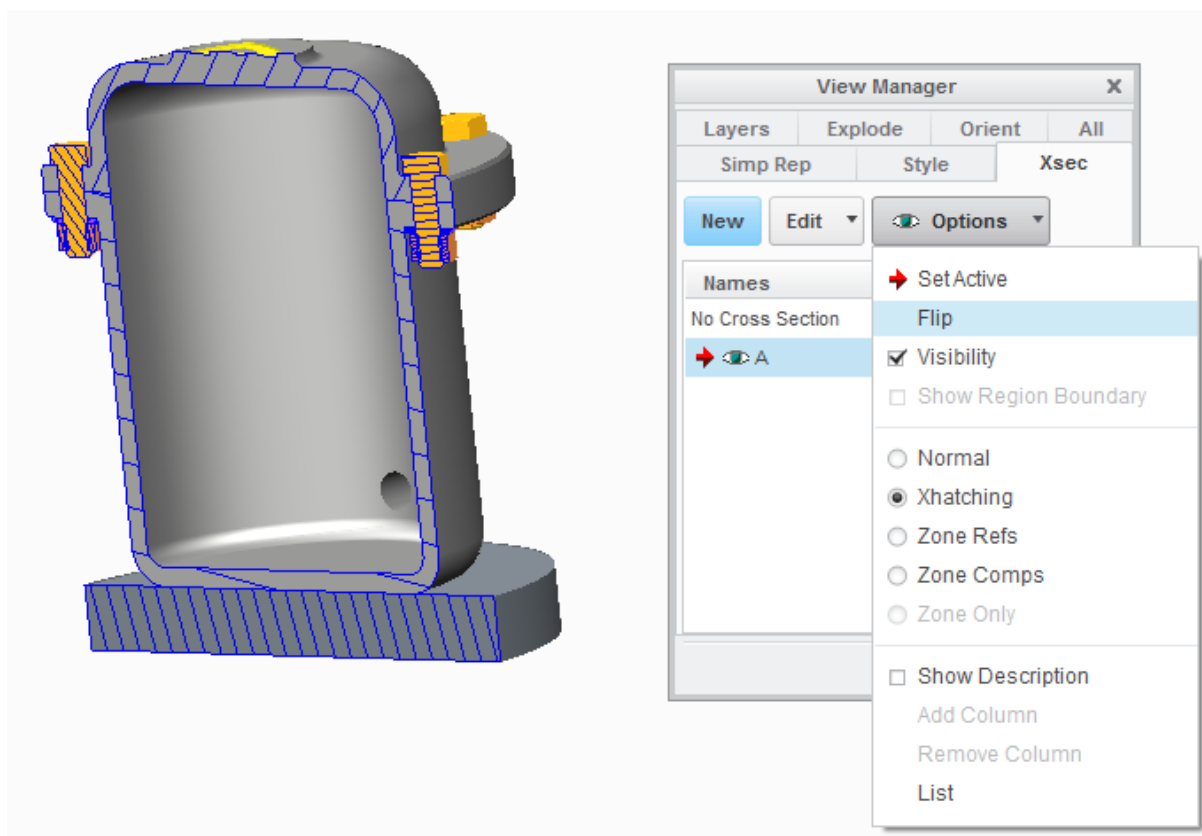 View Manager X
Layers Explode Orient All
Simp Rep Style Xsec
New Edit Options
Names
No Cross Section
A
Set Active
Flip
Visibility
Show Region Boundary
Normal
Xhatching
Zone Refs
Zone Comps
Zone Only
Show Description
Add Column
Remove Column
List